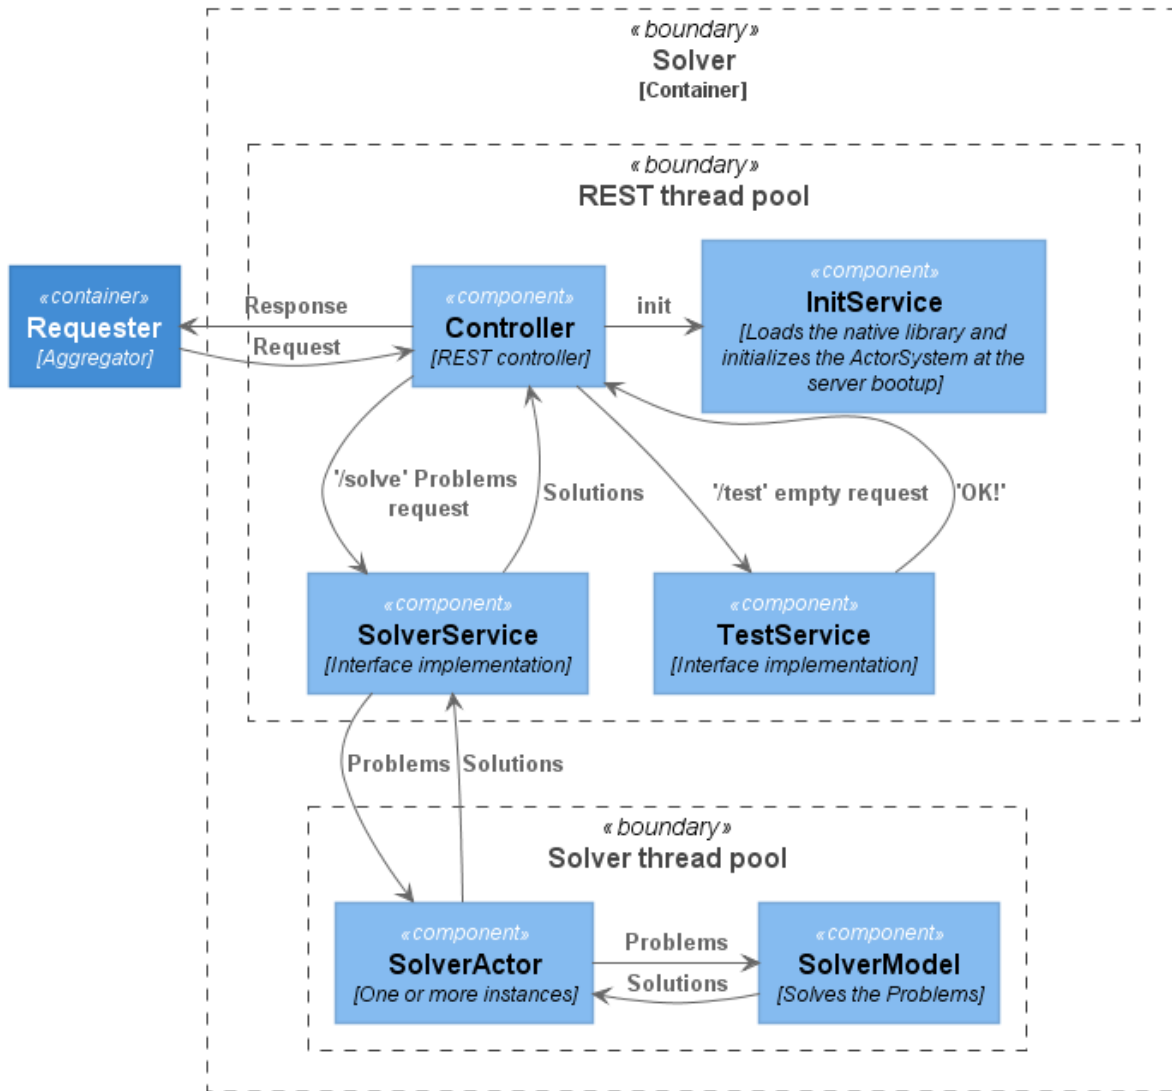 «boundary»
Solver
[Container]
«boundary»
REST thread pool
«container»
Requester
[Aggregator]
Response
Request
«component»
Controller
[REST controller]
init
«component»
InitService
[Loads the native library and
initializes the ActorSystem at the
server bootup]
'/solve' Problems
request
Solutions
'/test' empty request
'OK!'
«component»
SolverService
[Interface implementation]
«component»
TestService
[Interface implementation]
Problems
Solutions
«boundary»
Solver thread pool
«component»
SolverActor
[One or more instances]
Problems
Solutions
«component»
SolverModel
[Solves the Problems]